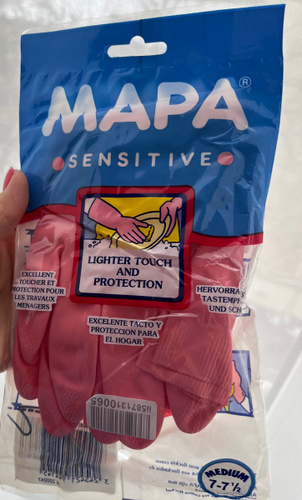 MAPA®
SENSITIVE
LIGHTER TOUCH
AND
PROTECTION
EXCELLENT
TOUCHER ET
PROTECTION POUR
LES TRAVAUX
MENAGERS
EXCELENTE TACTO Y
PROTECCION PARA
EL HOGAR
HERVORRA
TASTEMPF
UND SCH
MEDIUM
7-7½